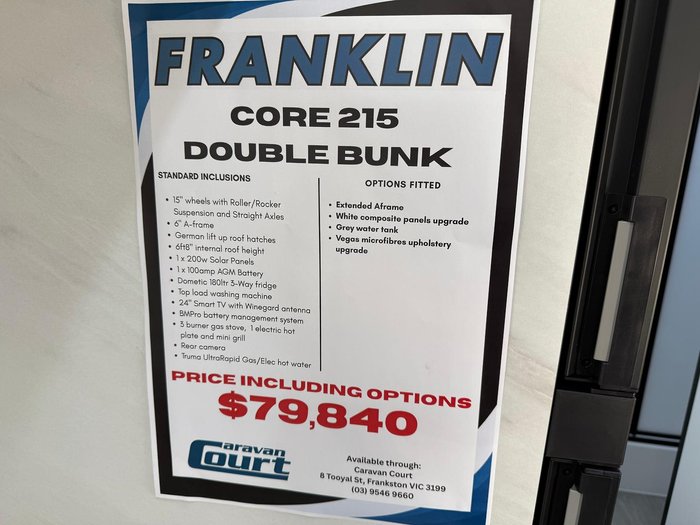 FRANKLIN
CORE 215
DOUBLE BUNK
STANDARD INCLUSIONS
• 15" wheels with Roller/Rocker
Suspension and Straight Axles
• 6" A-frame
• German lift up roof hatches
• 6ft8" internal roof height
• 1 x 200w Solar Panels
• 1 x 100amp AGM Battery
• Dometic 180ltr 3-Way fridge
• Top load washing machine
• 24" Smart TV with Winegard antenna
• BMPro battery management system
• 3 burner gas stove, 1 electric hot
plate and mini grill
• Rear camera
• Truma UltraRapid Gas/Elec hot water
OPTIONS FITTED
• Extended Aframe
• White composite panels upgrade
• Grey water tank
• Vegas microfibres upholstery
upgrade
PRICE INCLUDING OPTIONS
$79,840
Caravan
Court
Available through:
Caravan Court
8 Tooyal St, Frankston VIC 3199
(03) 9546 9660